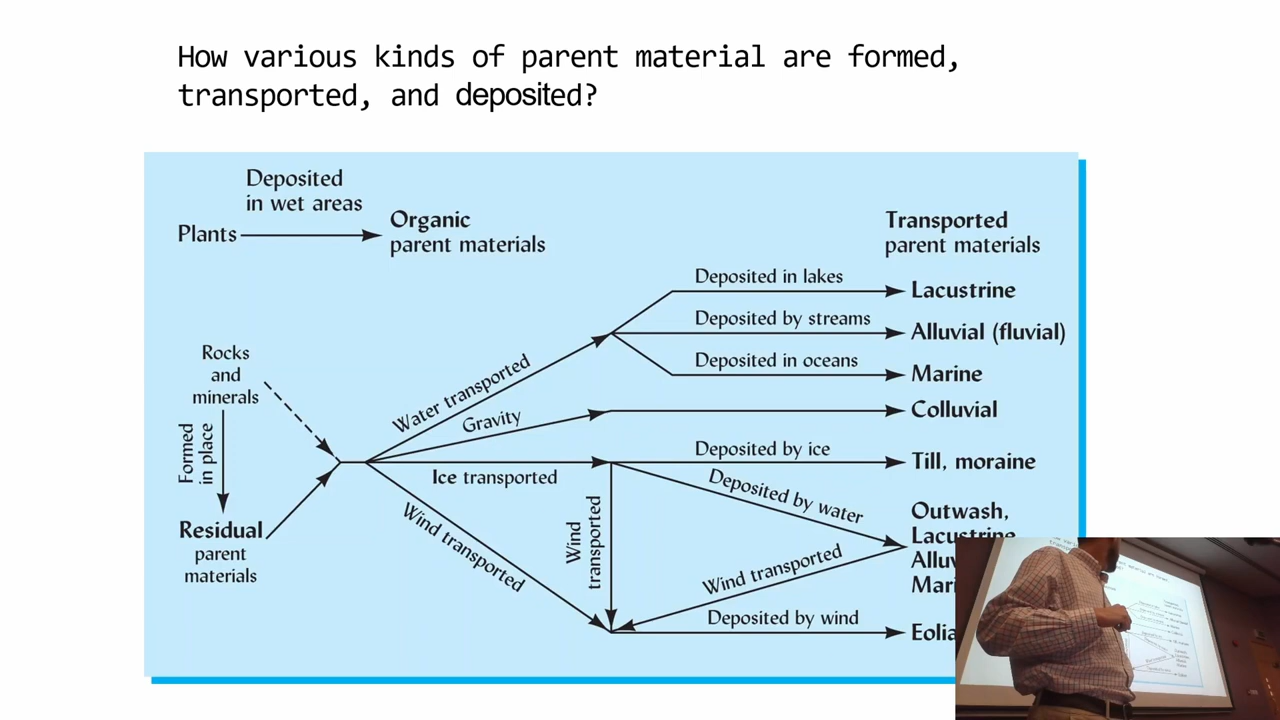 How various kinds of parent material are formed,
transported, and deposited?
Deposited
in wet areas
Plants
Organic
parent materials
Transported
parent materials
Deposited in lakes
Lacustrine
Deposited by streams
Alluvial (fluvial)
Deposited in oceans
Marine
Rocks
and
minerals
Water transported
Gravity
Colluvial
Formed
in place
Deposited by ice
Till, moraine
Ice transported
Deposited by water
Wind transported
Wind
transported
Outwash,
Lacustrine
Residual
parent
materials
Wind transported
Deposited by wind